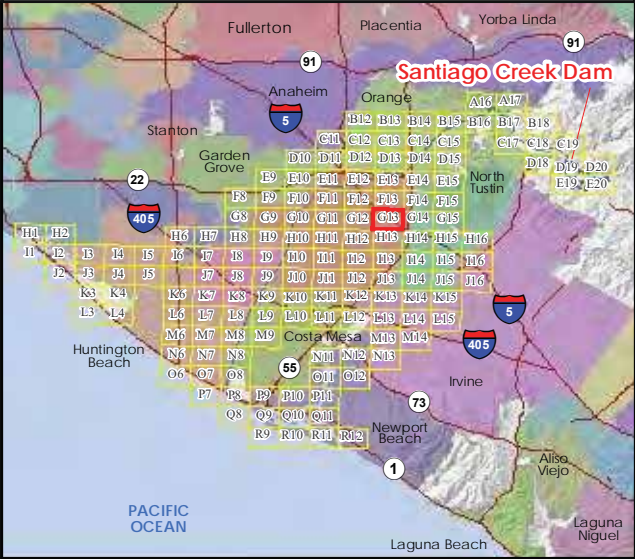 Fullerton
Placentia
Yorba Linda
91
91
Santiago Creek Dam
Anaheim
Orange
A16 A17
5
B12 B13 B14 B15 B16 B17 B18
Stanton
C11 C12 C13 C14 C15 C17 C18 C19
Garden
Grove
D10 D11 D12 D13 D14 D15 D18 D19 D20
North
Tustin
22
E9 E10 E11 E12 E13 E14 E15 E19 E20
F8 F9 F10 F11 F12 F13 F14 F15
405
G8 G9 G10 G11 G12 G13 G14 G15
H1 H2 H6 H7 H8 H9 H10 H11 H12 H13 H14 H15 H16
I1 I2 I3 I4 I5 I6 I7 I8 I9 I10 I11 I12 I13 I14 I15 I16
J2 J3 J4 J5 J7 J8 J9 J10 J11 J12 J13 J14 J15 J16
K3 K4 K6 K7 K8 K9 K10 K11 K12 K13 K14 K15
5
L3 L4 L6 L7 L8 L9 L10 L11 L12 L13 L14 L15
M6 M7 M8 M9 Costa Mesa M13 M14
405
Huntington
Beach
N6 N7 N8 N11 N12 N13
55
O6 O7 O8 O11 O12
Irvine
P7 P8 P9 P10 P11
73
Q8 Q9 Q10 Q11
Newport
Beach
R9 R10 R11 R12
1
Aliso
Viejo
PACIFIC
OCEAN
Laguna
Niguel
Laguna Beach